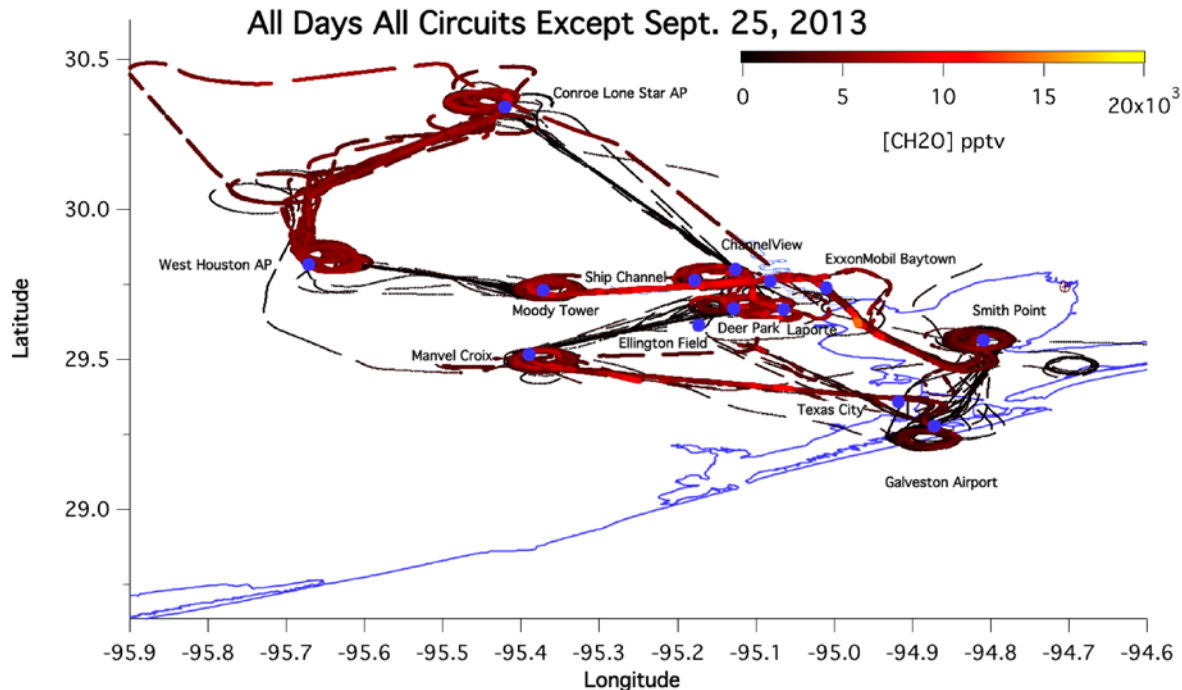 All Days All Circuits Except Sept. 25, 2013
30.5
30.0
29.5
29.0
Latitude
0 5 10 15 20x10³
[CH2O] pptv
Conroe Lone Star AP
ChannelView
ExxonMobil Baytown
West Houston AP
Ship Channel
Moody Tower
Smith Point
Deer Park Laporte
Ellington Field
Manvel Croix
Texas City
Galveston Airport
-95.9 -95.8 -95.7 -95.6 -95.5 -95.4 -95.3 -95.2 -95.1 -95.0 -94.9 -94.8 -94.7 -94.6
Longitude